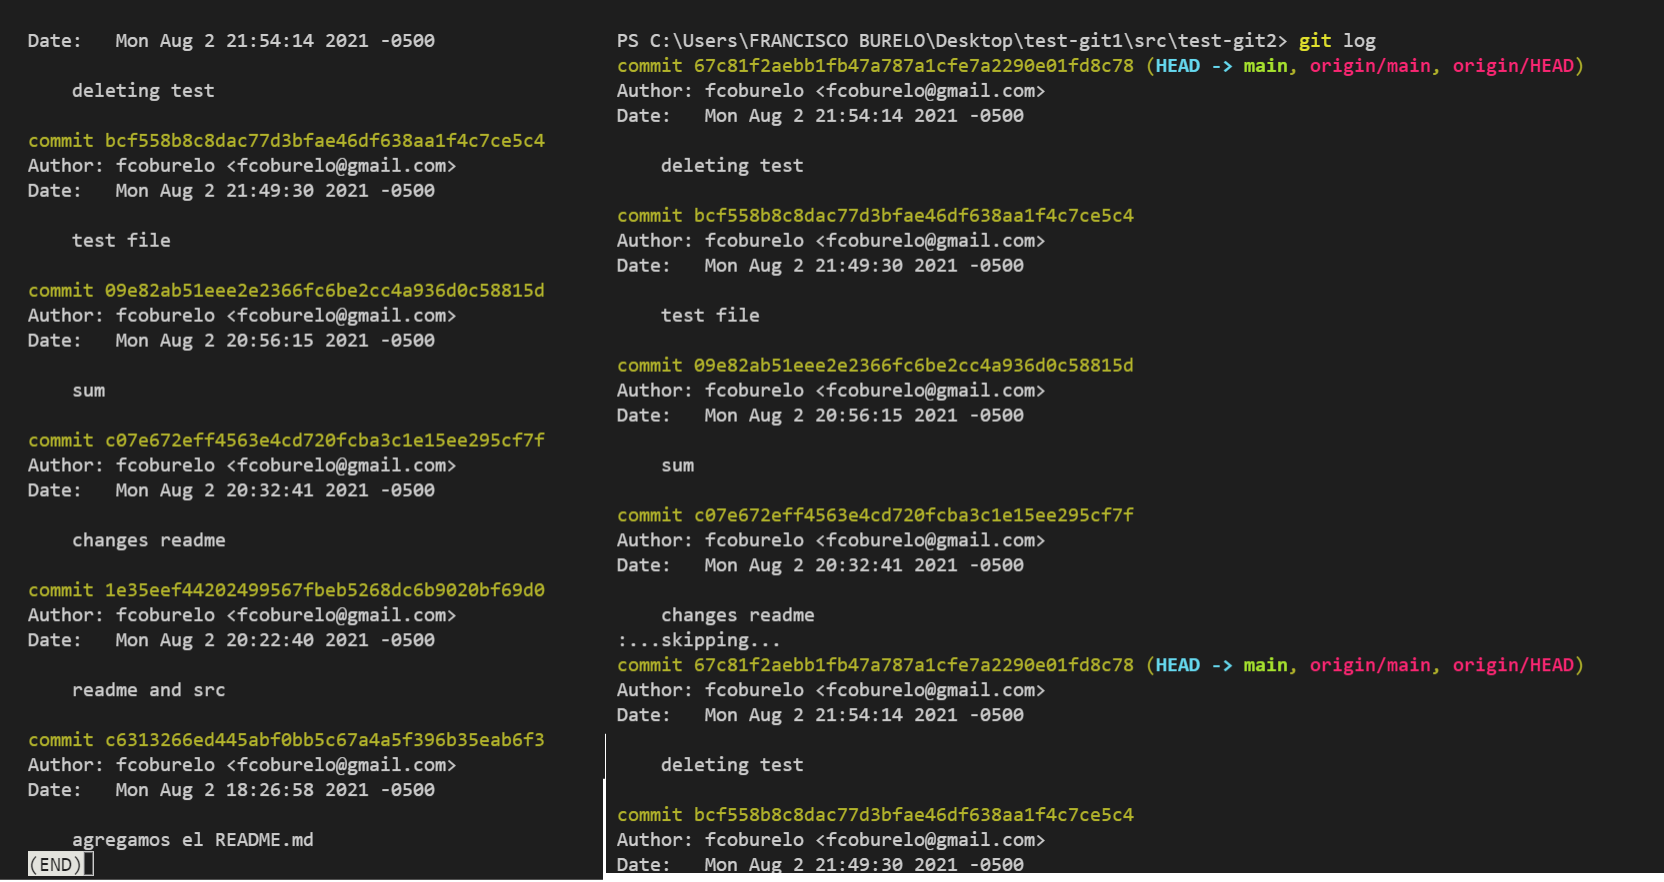 Date:   Mon Aug 2 21:54:14 2021 -0500
deleting test
commit bcf558b8c8dac77d3bfae46df638aa1f4c7ce5c4
Author: fcoburelo <fcoburelo@gmail.com>
Date:   Mon Aug 2 21:49:30 2021 -0500
test file
commit 09e82ab51eee2e2366fc6be2cc4a936d0c58815d
Author: fcoburelo <fcoburelo@gmail.com>
Date:   Mon Aug 2 20:56:15 2021 -0500
sum
commit c07e672eff4563e4cd720fcba3c1e15ee295cf7f
Author: fcoburelo <fcoburelo@gmail.com>
Date:   Mon Aug 2 20:32:41 2021 -0500
changes readme
commit 1e35eef44202499567fbeb5268dc6b9020bf69d0
Author: fcoburelo <fcoburelo@gmail.com>
Date:   Mon Aug 2 20:22:40 2021 -0500
readme and src
commit c6313266ed445abf0bb5c67a4a5f396b35eab6f3
Author: fcoburelo <fcoburelo@gmail.com>
Date:   Mon Aug 2 18:26:58 2021 -0500
agregamos el README.md
(END)
PS C:\Users\FRANCISCO BURELO\Desktop\test-git1\src\test-git2> git log
commit 67c81f2aebb1fb47a787a1cfe7a2290e01fd8c78 (HEAD -> main, origin/main, origin/HEAD)
Author: fcoburelo <fcoburelo@gmail.com>
Date:   Mon Aug 2 21:54:14 2021 -0500
deleting test
commit bcf558b8c8dac77d3bfae46df638aa1f4c7ce5c4
Author: fcoburelo <fcoburelo@gmail.com>
Date:   Mon Aug 2 21:49:30 2021 -0500
test file
commit 09e82ab51eee2e2366fc6be2cc4a936d0c58815d
Author: fcoburelo <fcoburelo@gmail.com>
Date:   Mon Aug 2 20:56:15 2021 -0500
sum
commit c07e672eff4563e4cd720fcba3c1e15ee295cf7f
Author: fcoburelo <fcoburelo@gmail.com>
Date:   Mon Aug 2 20:32:41 2021 -0500
changes readme
:...skipping...
commit 67c81f2aebb1fb47a787a1cfe7a2290e01fd8c78 (HEAD -> main, origin/main, origin/HEAD)
Author: fcoburelo <fcoburelo@gmail.com>
Date:   Mon Aug 2 21:54:14 2021 -0500
deleting test
commit bcf558b8c8dac77d3bfae46df638aa1f4c7ce5c4
Author: fcoburelo <fcoburelo@gmail.com>
Date:   Mon Aug 2 21:49:30 2021 -0500